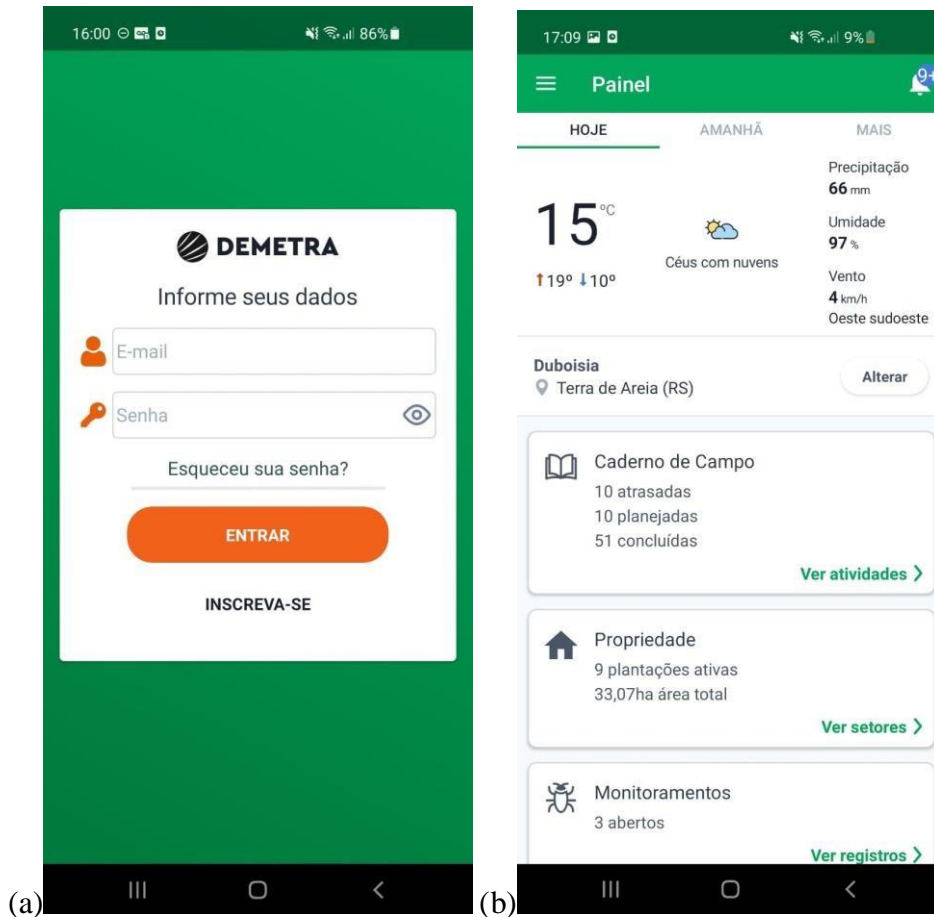 16:00
86%
DEMETRA
Informe seus dados
E-mail
Senha
Esqueceu sua senha?
ENTRAR
INSCREVA-SE
(a)
17:09
9%
Painel
9+
HOJE AMANHÃ MAIS
Precipitação
66 mm
15 ºC
Umidade
97 %
Céus com nuvens
19º 10º
Vento
4 km/h
Oeste sudoeste
Duboisia
Terra de Areia (RS)
Alterar
Caderno de Campo
10 atrasadas
10 planejadas
51 concluídas
Ver atividades
Propriedade
9 plantações ativas
33,07ha área total
Ver setores
Monitoramentos
3 abertos
Ver registros
(b)